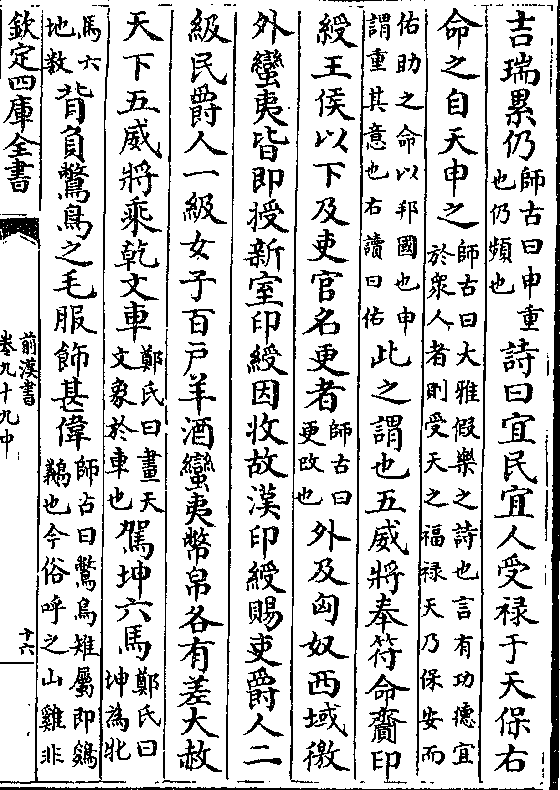 吉瑞累仍師古曰申重也仍頻也詩曰宜民宜人受禄于天保右
命之自天申之師古曰大雅假樂之詩也言有功德宜於衆人者則受天之福禄天乃保安而
佑助之命以邦國也申謂重其意也右讀曰佑此之謂也五威將奉符命齎印
綬王侯以下及吏官名更者師古曰更改也外及匈奴西域徼
外蠻夷皆即授新室印綬因收故漢印綬賜吏爵人二
級民爵人一級女子百戸羊酒蠻夷幣帛各有差大赦
天下五威將乘乾文車鄭氏曰畫天文象於車也駕坤六馬鄭氏曰坤為牝
馬六地數背負鷩鳥之毛服飾甚偉師古曰鷩鳥雉屬即鵕鸃也今俗呼之山雞非
欽定四庫全書
前漢書
卷九十九中
十六